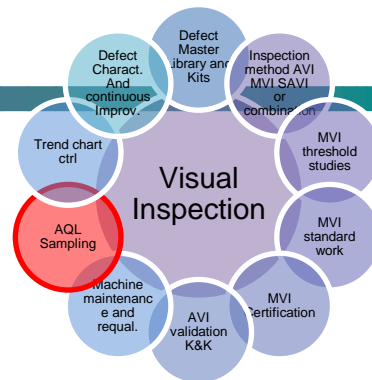 Defect
Master
Library and
Kits
Inspection
method AVI
MVI SAVI
or
combination
MVI
threshold
studies
MVI
standard
work
MVI
Certification
AVI
validation
K&K
Machine
maintenanc
e and
requal.
AQL
Sampling
Trend chart
ctrl
Defect
Charact.
And
continuous
Improv.
Visual
Inspection